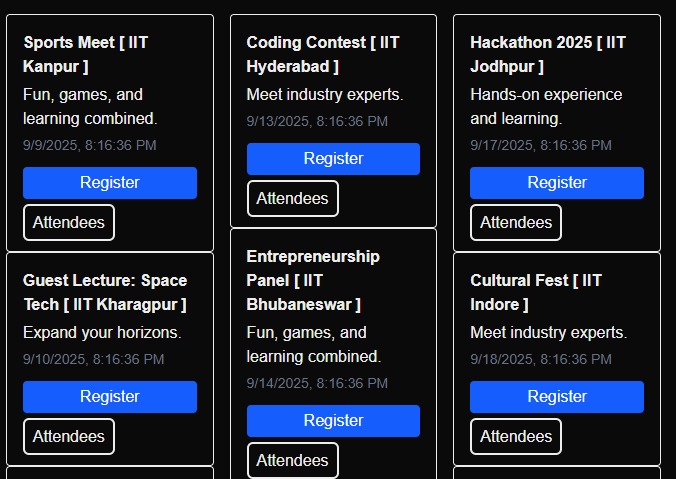 Sports Meet [ IIT
Kanpur ]
Fun, games, and
learning combined.
9/9/2025, 8:16:36 PM
Register
Attendees
Guest Lecture: Space
Tech [ IIT Kharagpur ]
Expand your horizons.
9/10/2025, 8:16:36 PM
Register
Attendees
Coding Contest [ IIT
Hyderabad ]
Meet industry experts.
9/13/2025, 8:16:36 PM
Register
Attendees
Entrepreneurship
Panel [ IIT
Bhubaneswar ]
Fun, games, and
learning combined.
9/14/2025, 8:16:36 PM
Register
Attendees
Hackathon 2025 [ IIT
Jodhpur ]
Hands-on experience
and learning.
9/17/2025, 8:16:36 PM
Register
Attendees
Cultural Fest [ IIT
Indore ]
Meet industry experts.
9/18/2025, 8:16:36 PM
Register
Attendees